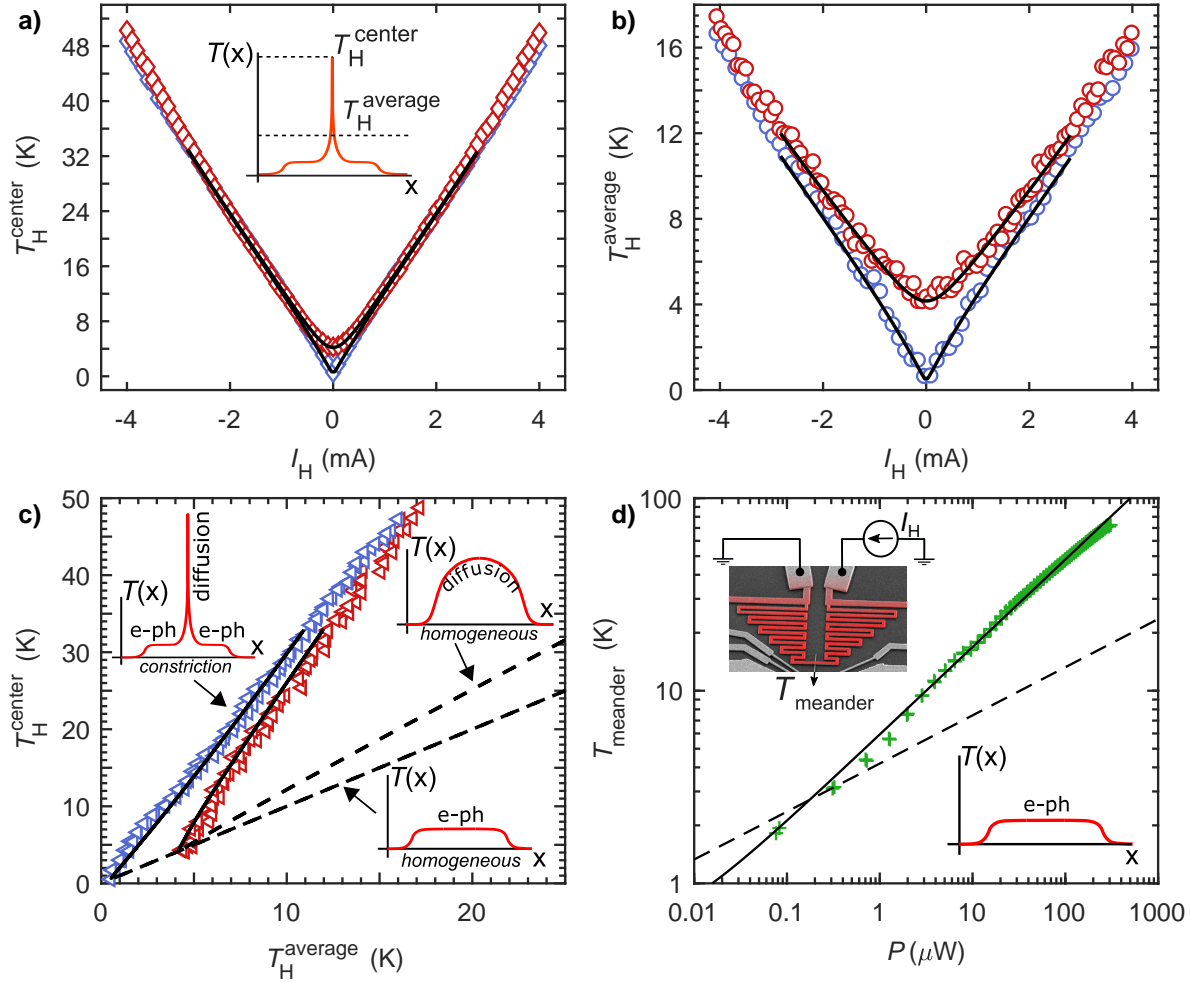 a)
48
40
32
24
16
8
0
T_H^center (K)
-4 -2 0 2 4
I_H (mA)
T(x)
T_H^center
T_H^average
x
b)
16
12
8
4
0
T_H^average (K)
-4 -2 0 2 4
I_H (mA)
c)
50
40
30
20
10
0
T_H^center (K)
0 10 20
T_H^average (K)
diffusion
T(x)
e-ph e-ph
x
constriction
T(x)
diffusion
x
homogeneous
T(x)
e-ph
x
homogeneous
d)
100
10
1
T_meander (K)
0.01 0.1 1 10 100 1000
P (μW)
I_H
T_meander
T(x)
e-ph
x